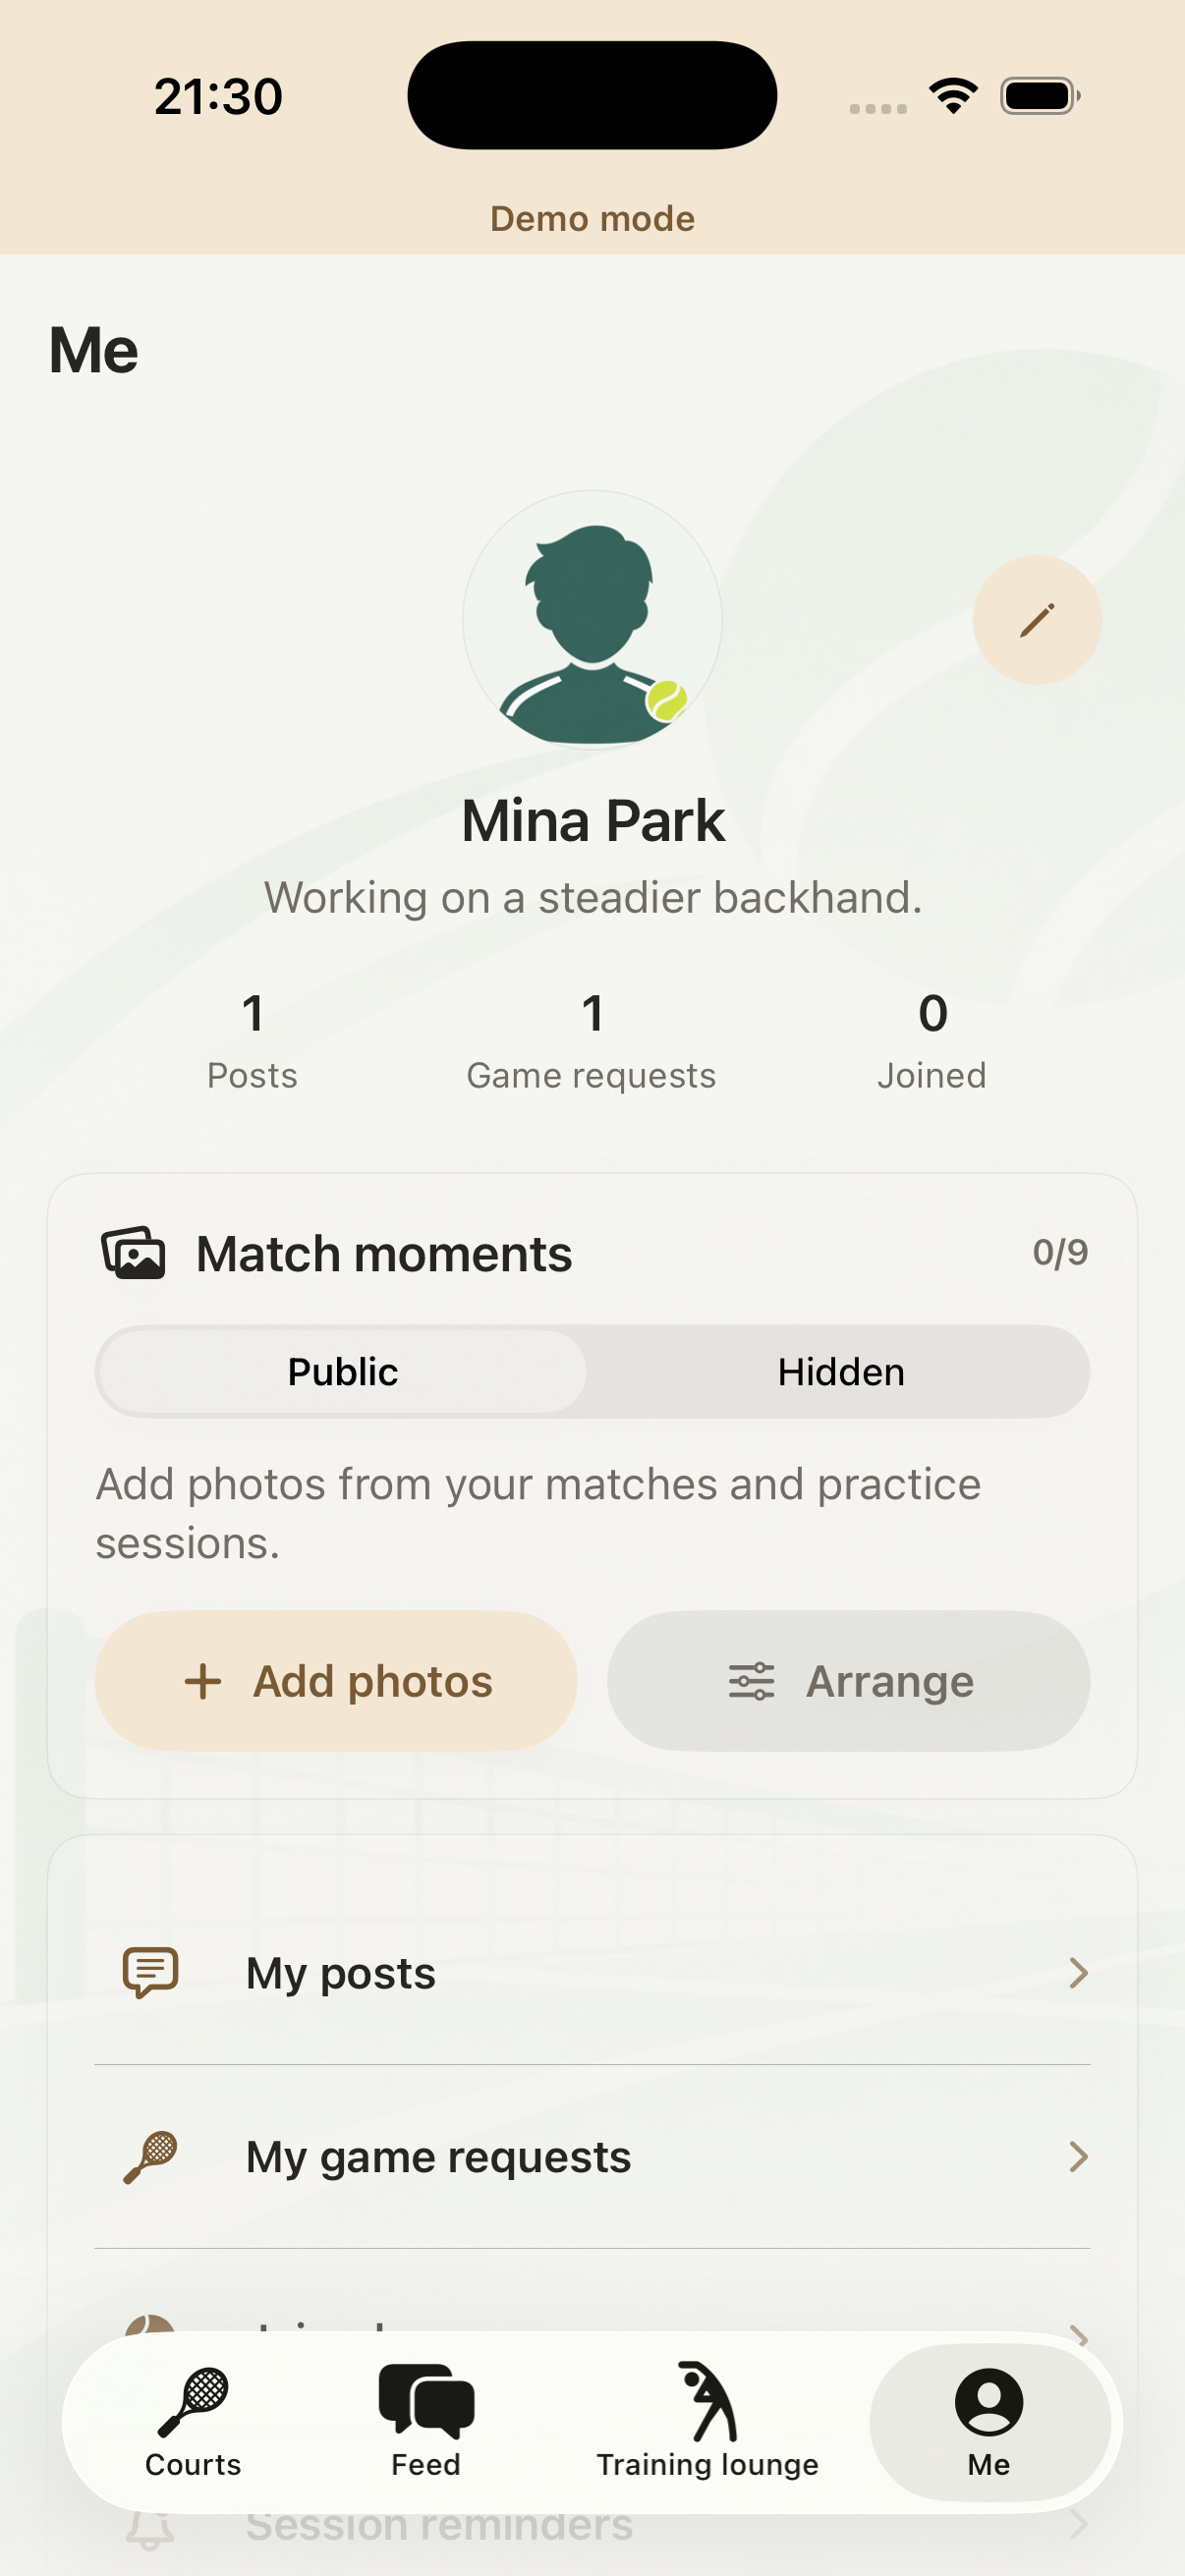 21:30
Demo mode
Me
Mina Park
Working on a steadier backhand.
1
Posts
1
Game requests
0
Joined
Match moments
0/9
Public
Hidden
Add photos from your matches and practice
sessions.
Add photos
Arrange
My posts
My game requests
Courts
Feed
Training lounge
Me
Session reminders